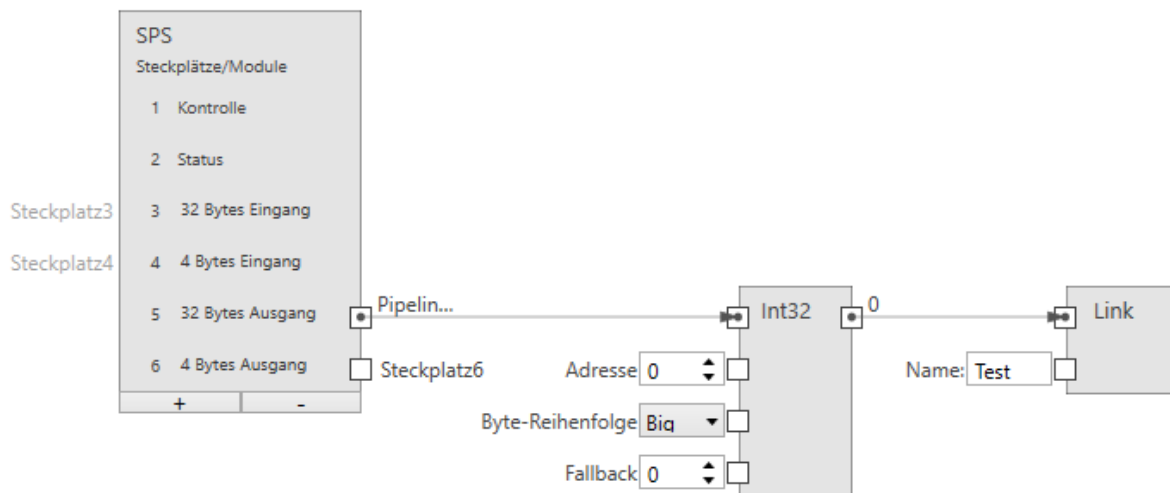 SPS
Steckplätze/Module
1 Kontrolle
2 Status
Steckplatz3 3 32 Bytes Eingang
Steckplatz4 4 4 Bytes Eingang
5 32 Bytes Ausgang Pipelin... Int32 0 Link
6 4 Bytes Ausgang Steckplatz6 Adresse 0 Name: Test
+ -
Byte-Reihenfolge Big
Fallback 0